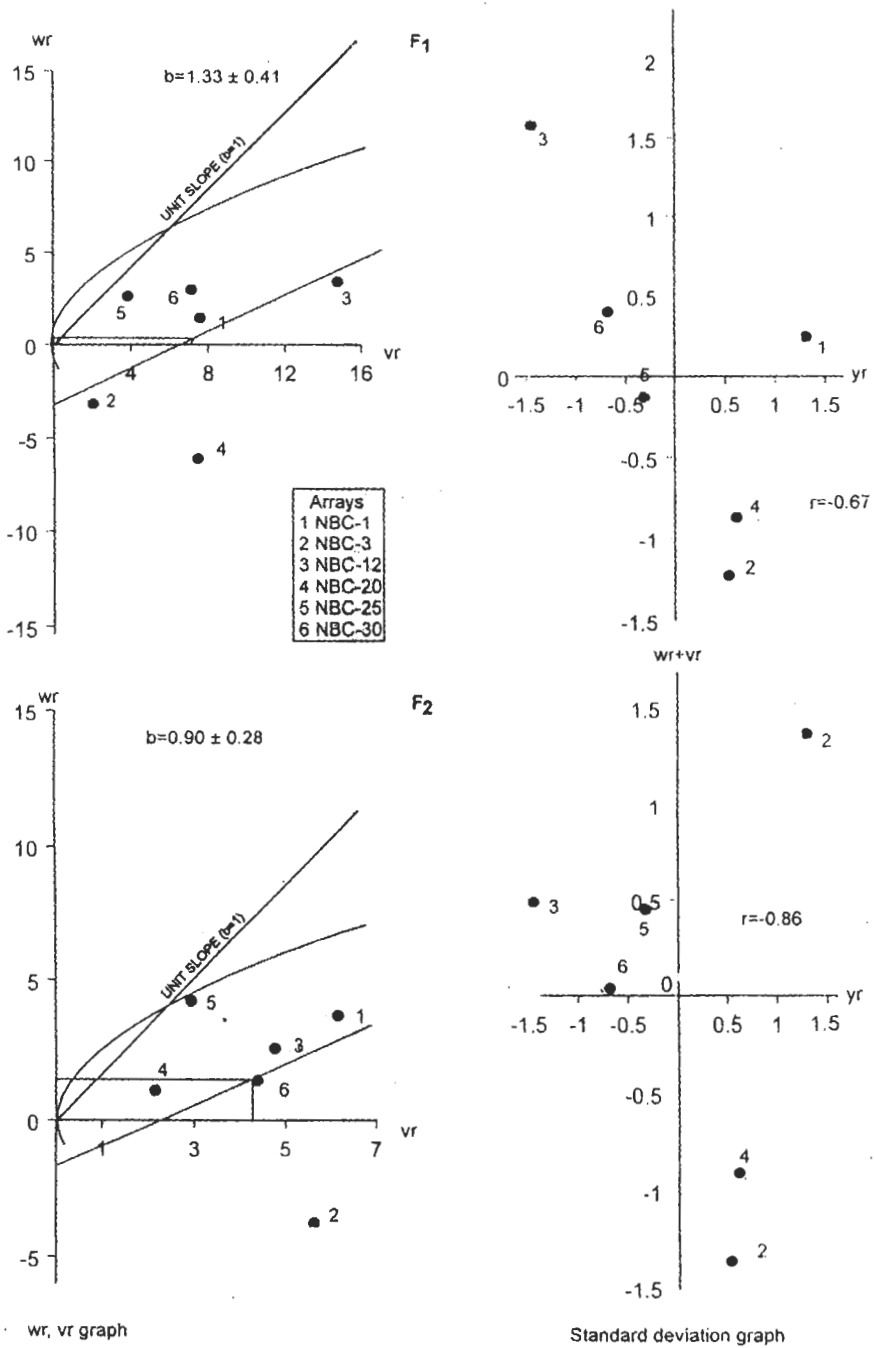 F1
wr
b=1.33 ± 0.41
15
10
5
0
-5
-10
-15
4 8 12 16
vr
UNIT SLOPE (b=1)
5
6
1
3
2
4
Arrays
1 NBC-1
2 NBC-3
3 NBC-12
4 NBC-20
5 NBC-25
6 NBC-30
2
1.5
1
0.5
0
-0.5
-1
-1.5
-1.5 -1 -0.5 0.5 1 1.5
yr
3
6
5
1
4
2
r=-0.67
wr+vr
F2
wr
b=0.90 ± 0.28
15
10
5
0
-5
1 3 5 7
vr
UNIT SLOPE (b=1)
5
1
3
4
6
2
1.5
1
0.5
0
-0.5
-1
-1.5
-1.5 -1 -0.5 0.5 1 1.5
yr
2
3
5
6
4
2
r=-0.86
wr, vr graph
Standard deviation graph